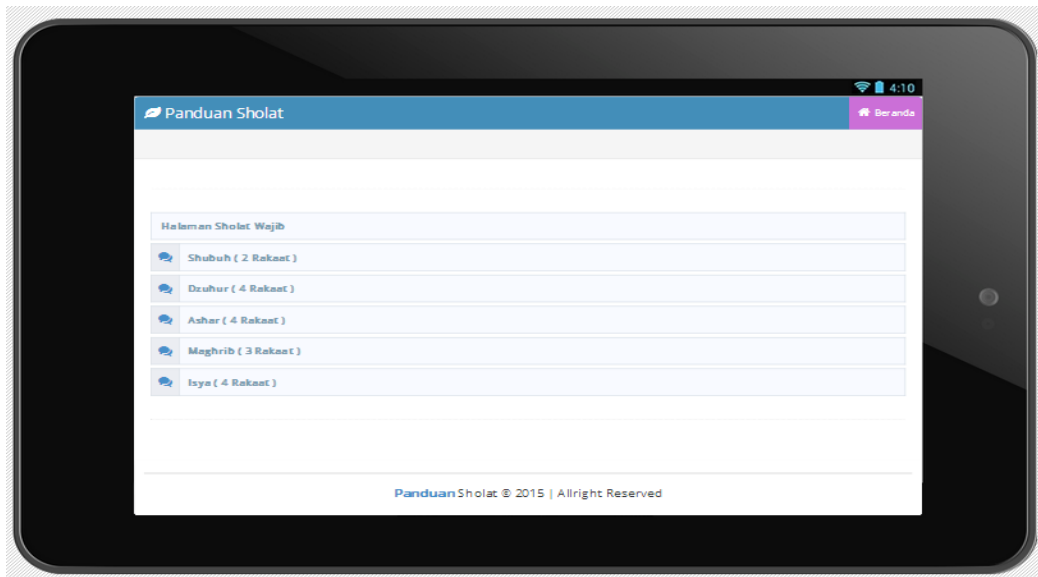 4:10
Panduan Sholat
Beranda
Halaman Sholat Wajib
Shubuh ( 2 Rakaat )
Dzuhur ( 4 Rakaat )
Ashar ( 4 Rakaat )
Maghrib ( 3 Rakaat )
Isya ( 4 Rakaat )
Panduan Sholat © 2015 | Allright Reserved